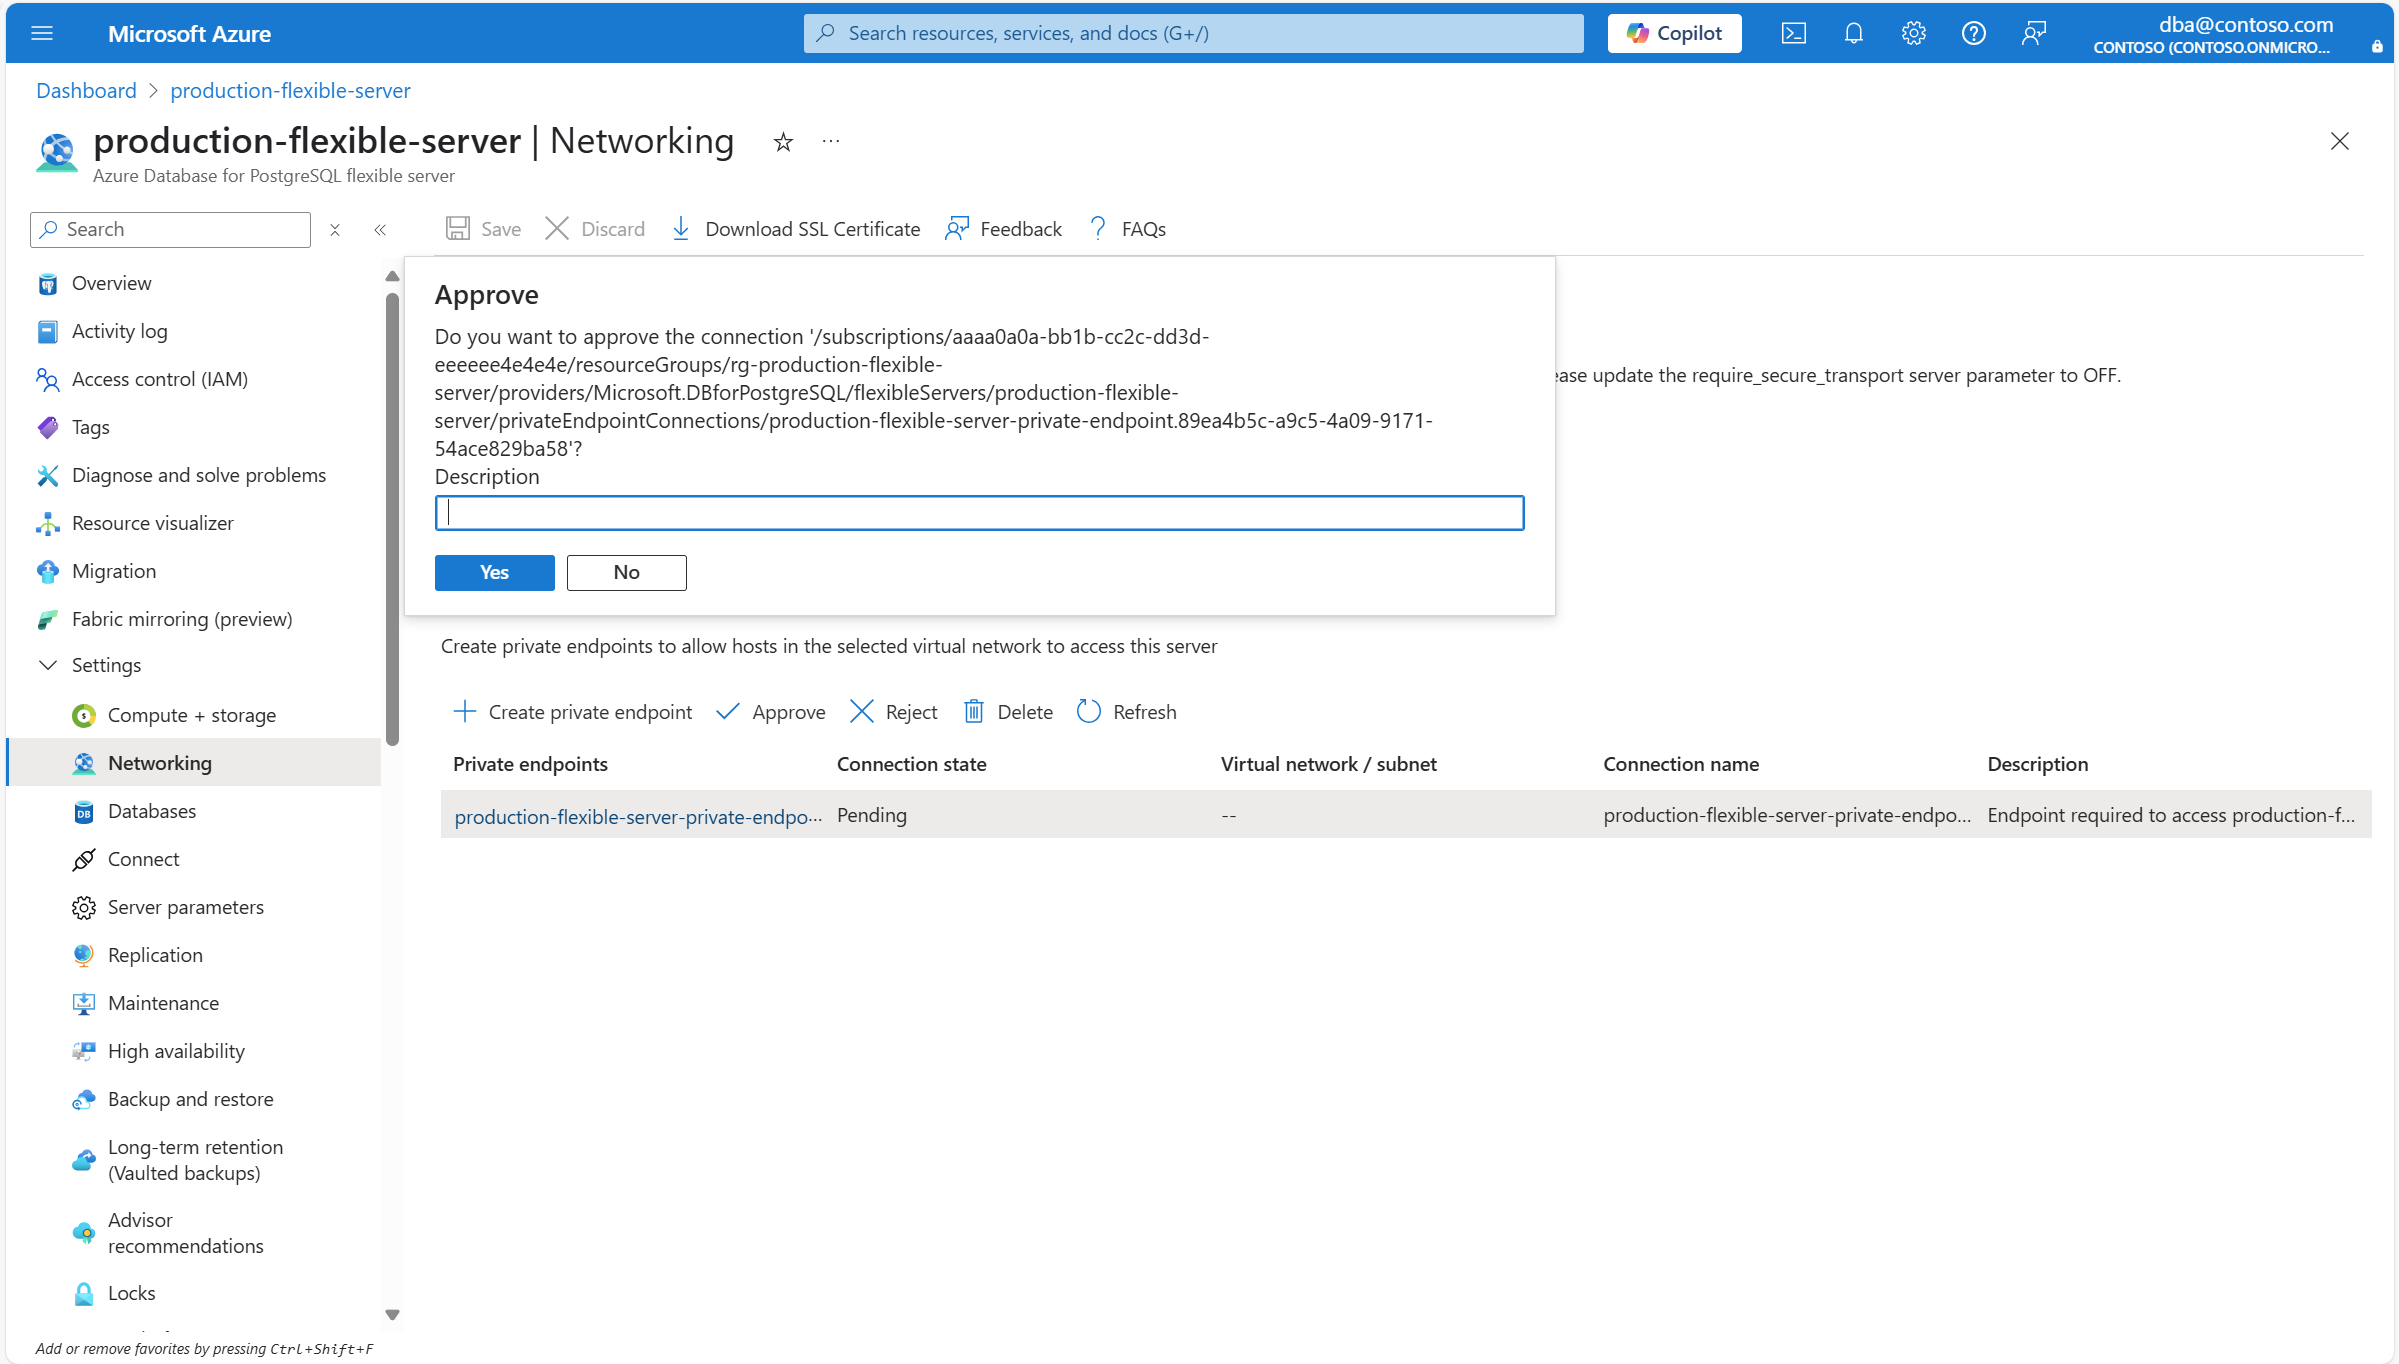 Microsoft Azure
Search resources, services, and docs (G+/)
Copilot
dba@contoso.com
CONTOSO (CONTOSO.ONMICRO...
Dashboard > production-flexible-server
production-flexible-server | Networking
Azure Database for PostgreSQL flexible server
Search
Save
Discard
Download SSL Certificate
Feedback
FAQs
Overview
Activity log
Access control (IAM)
Tags
Diagnose and solve problems
Resource visualizer
Migration
Fabric mirroring (preview)
Settings
Compute + storage
Networking
Databases
Connect
Server parameters
Replication
Maintenance
High availability
Backup and restore
Long-term retention
(Vaulted backups)
Advisor
recommendations
Locks
Add or remove favorites by pressing Ctrl+Shift+F
Approve
Do you want to approve the connection '/subscriptions/aaaa0a0a-bb1b-cc2c-dd3d-
eeeeee4e4e4e/resourceGroups/rg-production-flexible-
server/providers/Microsoft.DBforPostgreSQL/flexibleServers/production-flexible-
server/privateEndpointConnections/production-flexible-server-private-endpoint.89ea4b5c-a9c5-4a09-9171-
54ace829ba58'?
Description
Yes
No
ease update the require_secure_transport server parameter to OFF.
Create private endpoints to allow hosts in the selected virtual network to access this server
Create private endpoint
Approve
Reject
Delete
Refresh
Private endpoints
Connection state
Virtual network / subnet
Connection name
Description
production-flexible-server-private-endpo...
Pending
--
production-flexible-server-private-endpo...
Endpoint required to access production-f...